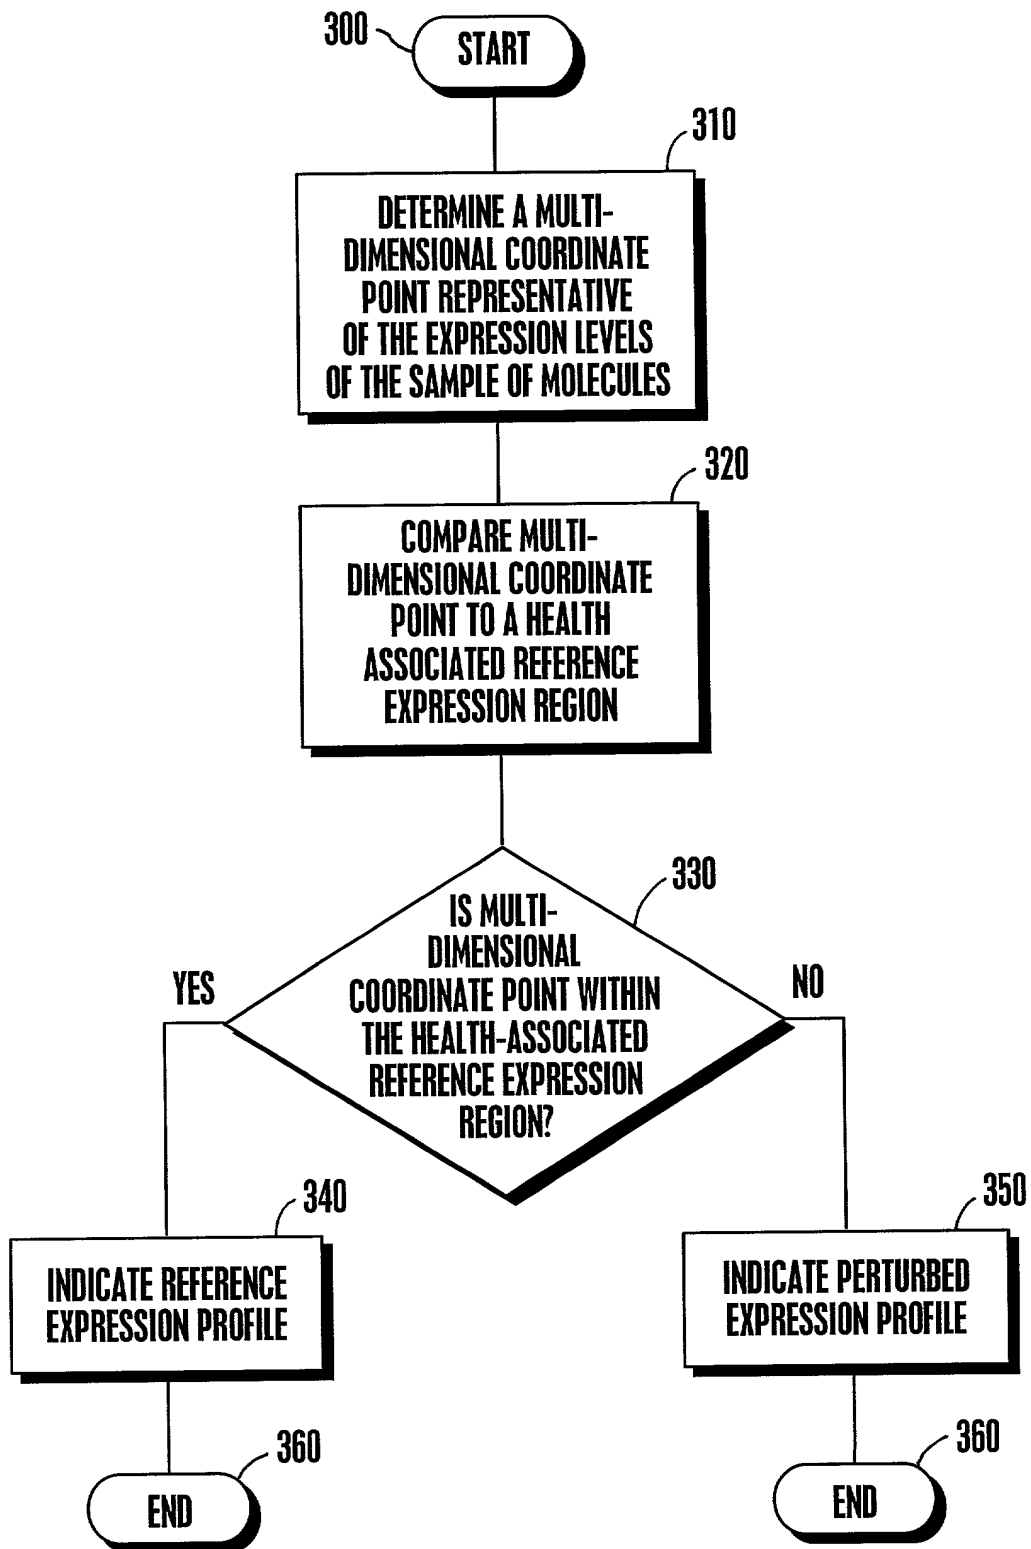 300
START
310
DETERMINE A MULTI-
DIMENSIONAL COORDINATE
POINT REPRESENTATIVE
OF THE EXPRESSION LEVELS
OF THE SAMPLE OF MOLECULES
320
COMPARE MULTI-
DIMENSIONAL COORDINATE
POINT TO A HEALTH
ASSOCIATED REFERENCE
EXPRESSION REGION
330
IS MULTI-
DIMENSIONAL
COORDINATE POINT WITHIN
THE HEALTH-ASSOCIATED
REFERENCE EXPRESSION
REGION?
YES
NO
340
INDICATE REFERENCE
EXPRESSION PROFILE
350
INDICATE PERTURBED
EXPRESSION PROFILE
360
END
360
END